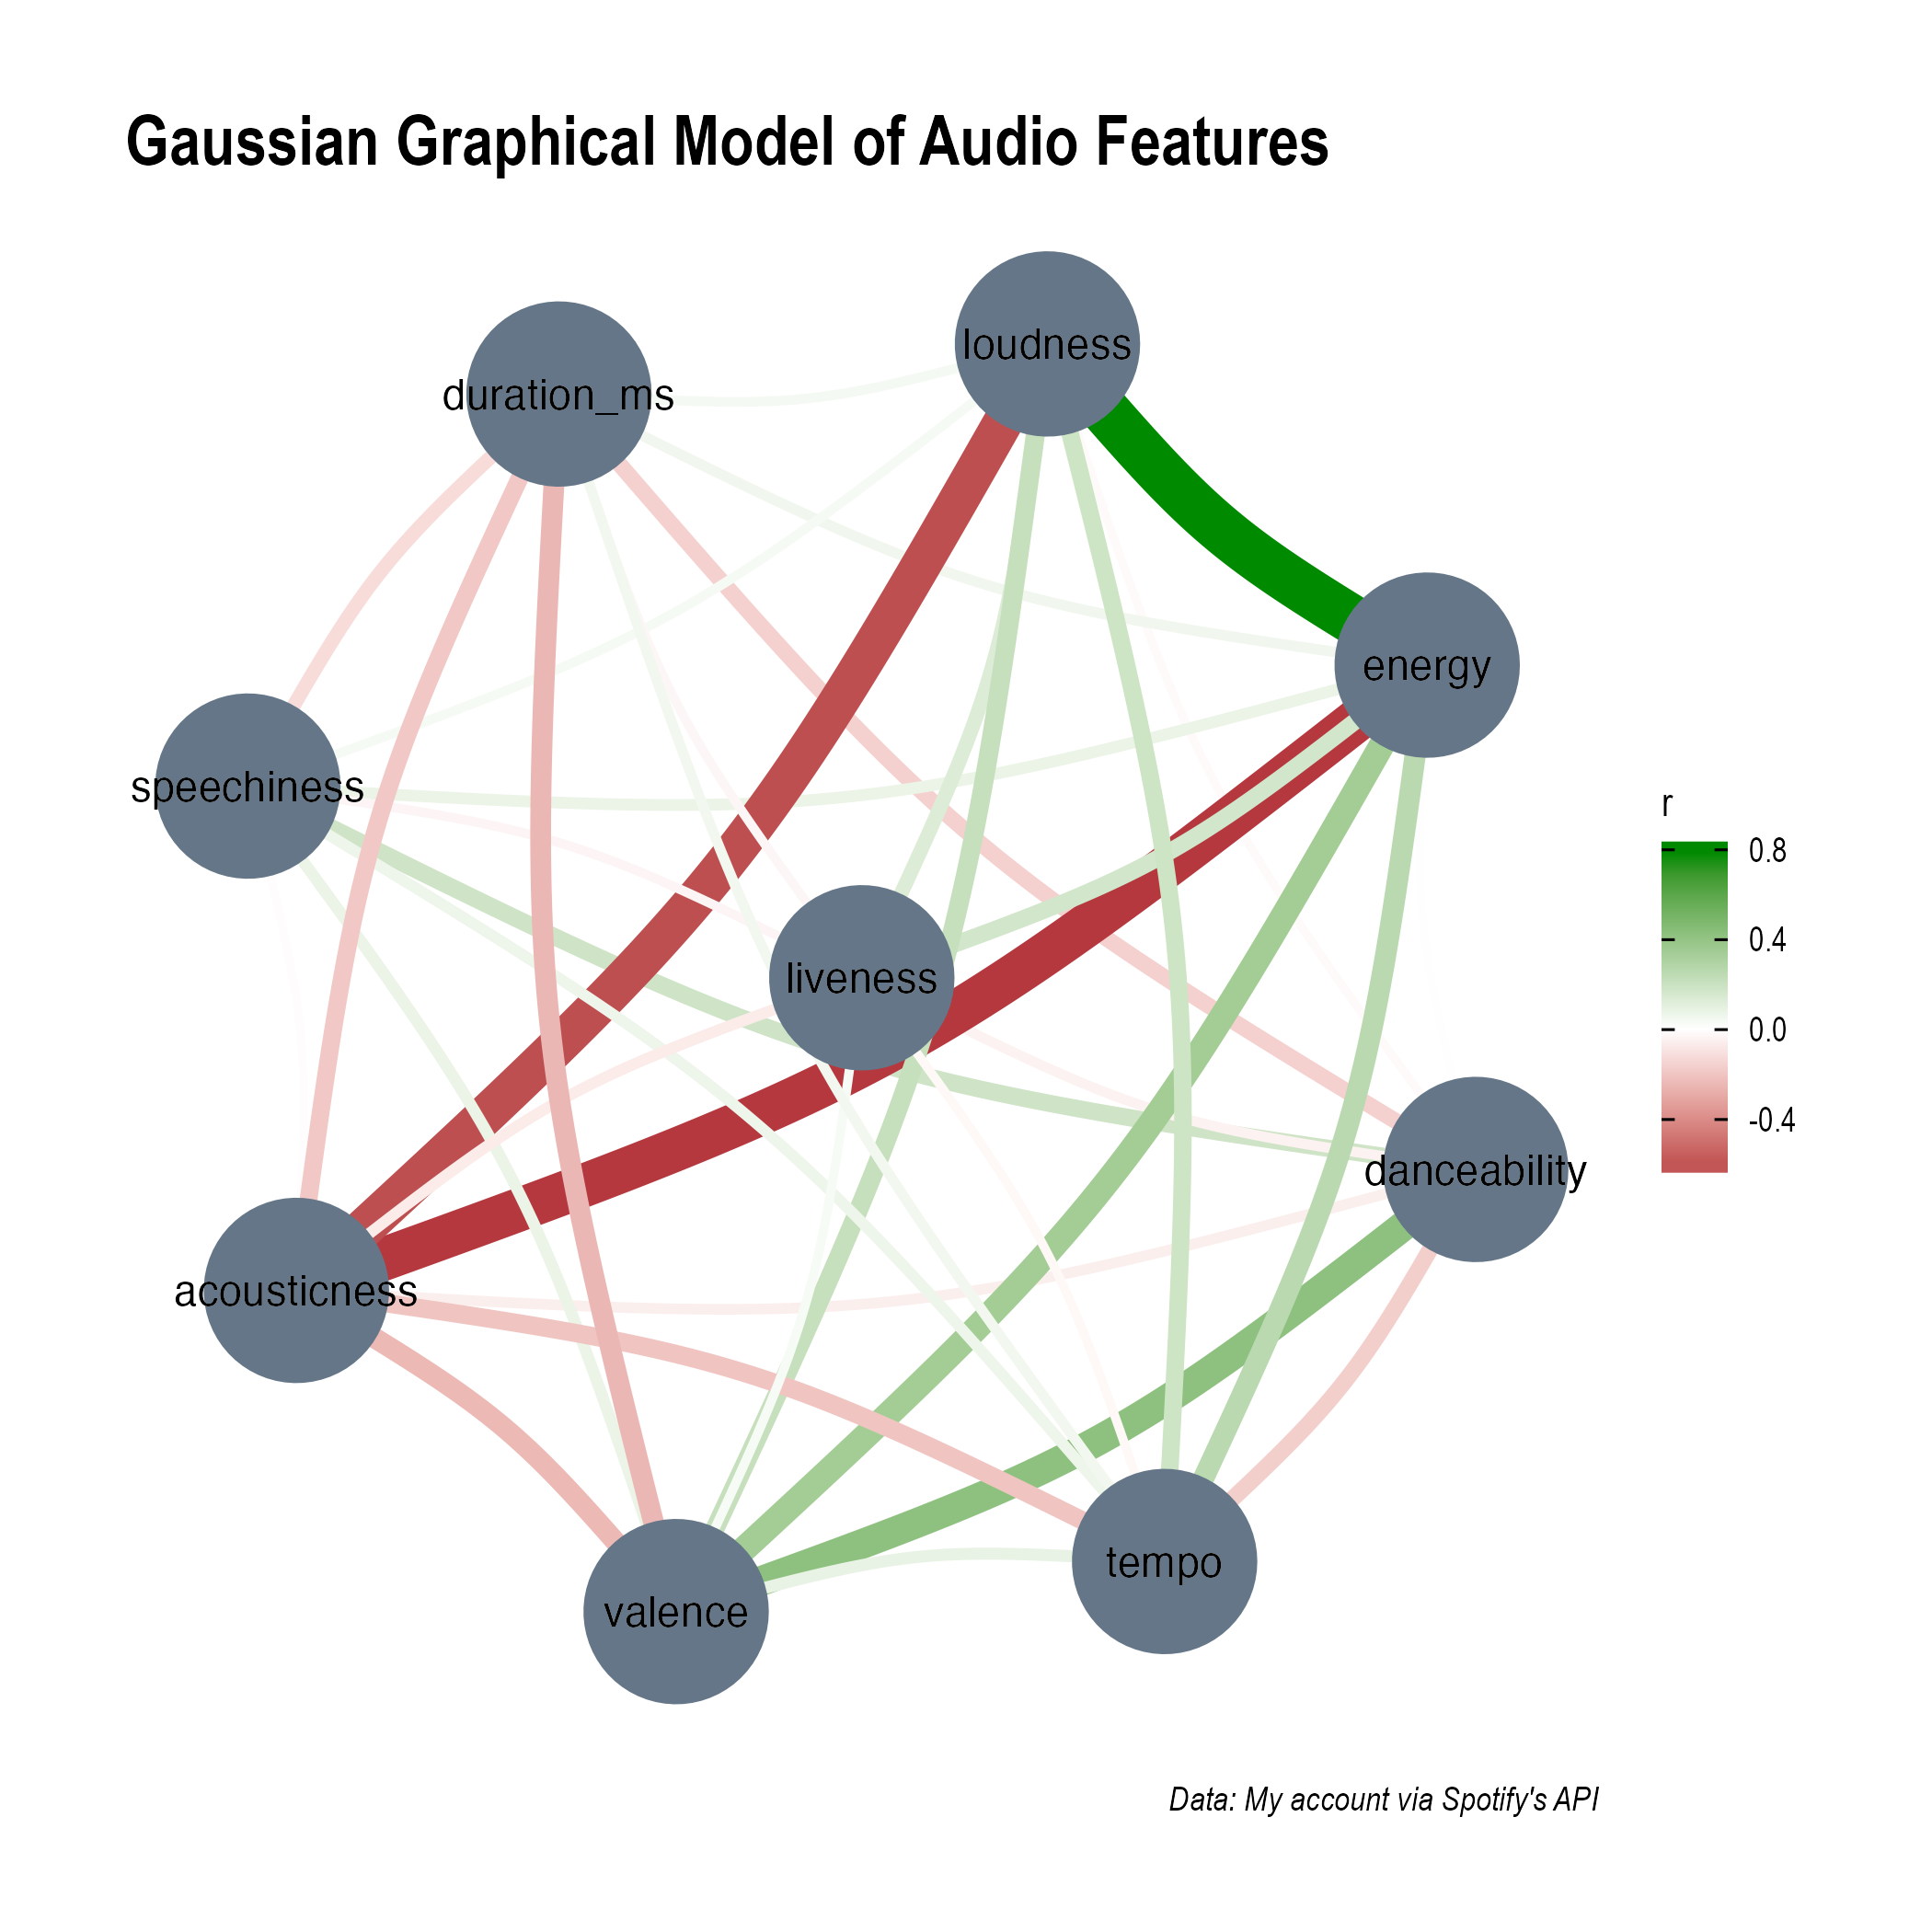 Gaussian Graphical Model of Audio Features
loudness
duration_ms
energy
speechiness
r
0.8
0.4
0.0
-0.4
liveness
danceability
acousticness
tempo
valence
Data: My account via Spotify's API